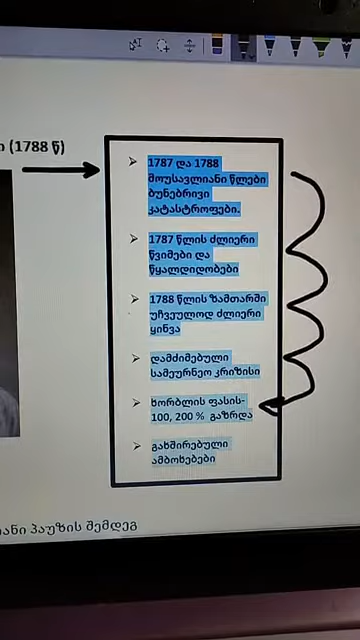 (1788 წ)
1787 და 1788
მოუსავლიანი წლები
ბუნებრივი
კატასტროფები.
1787 წლის ძლიერი
წვიმები და
წყალდიდობები
1788 წლის ზამთარში
უჩვეულოდ ძლიერი
ყინვა
დამძიმებული
სამეურნეო კრიზისი
ხორბლის ფასის-
100, 200 % გაზრდა
გახშირებული
ამბოხებები
პაუზის შემდეგ